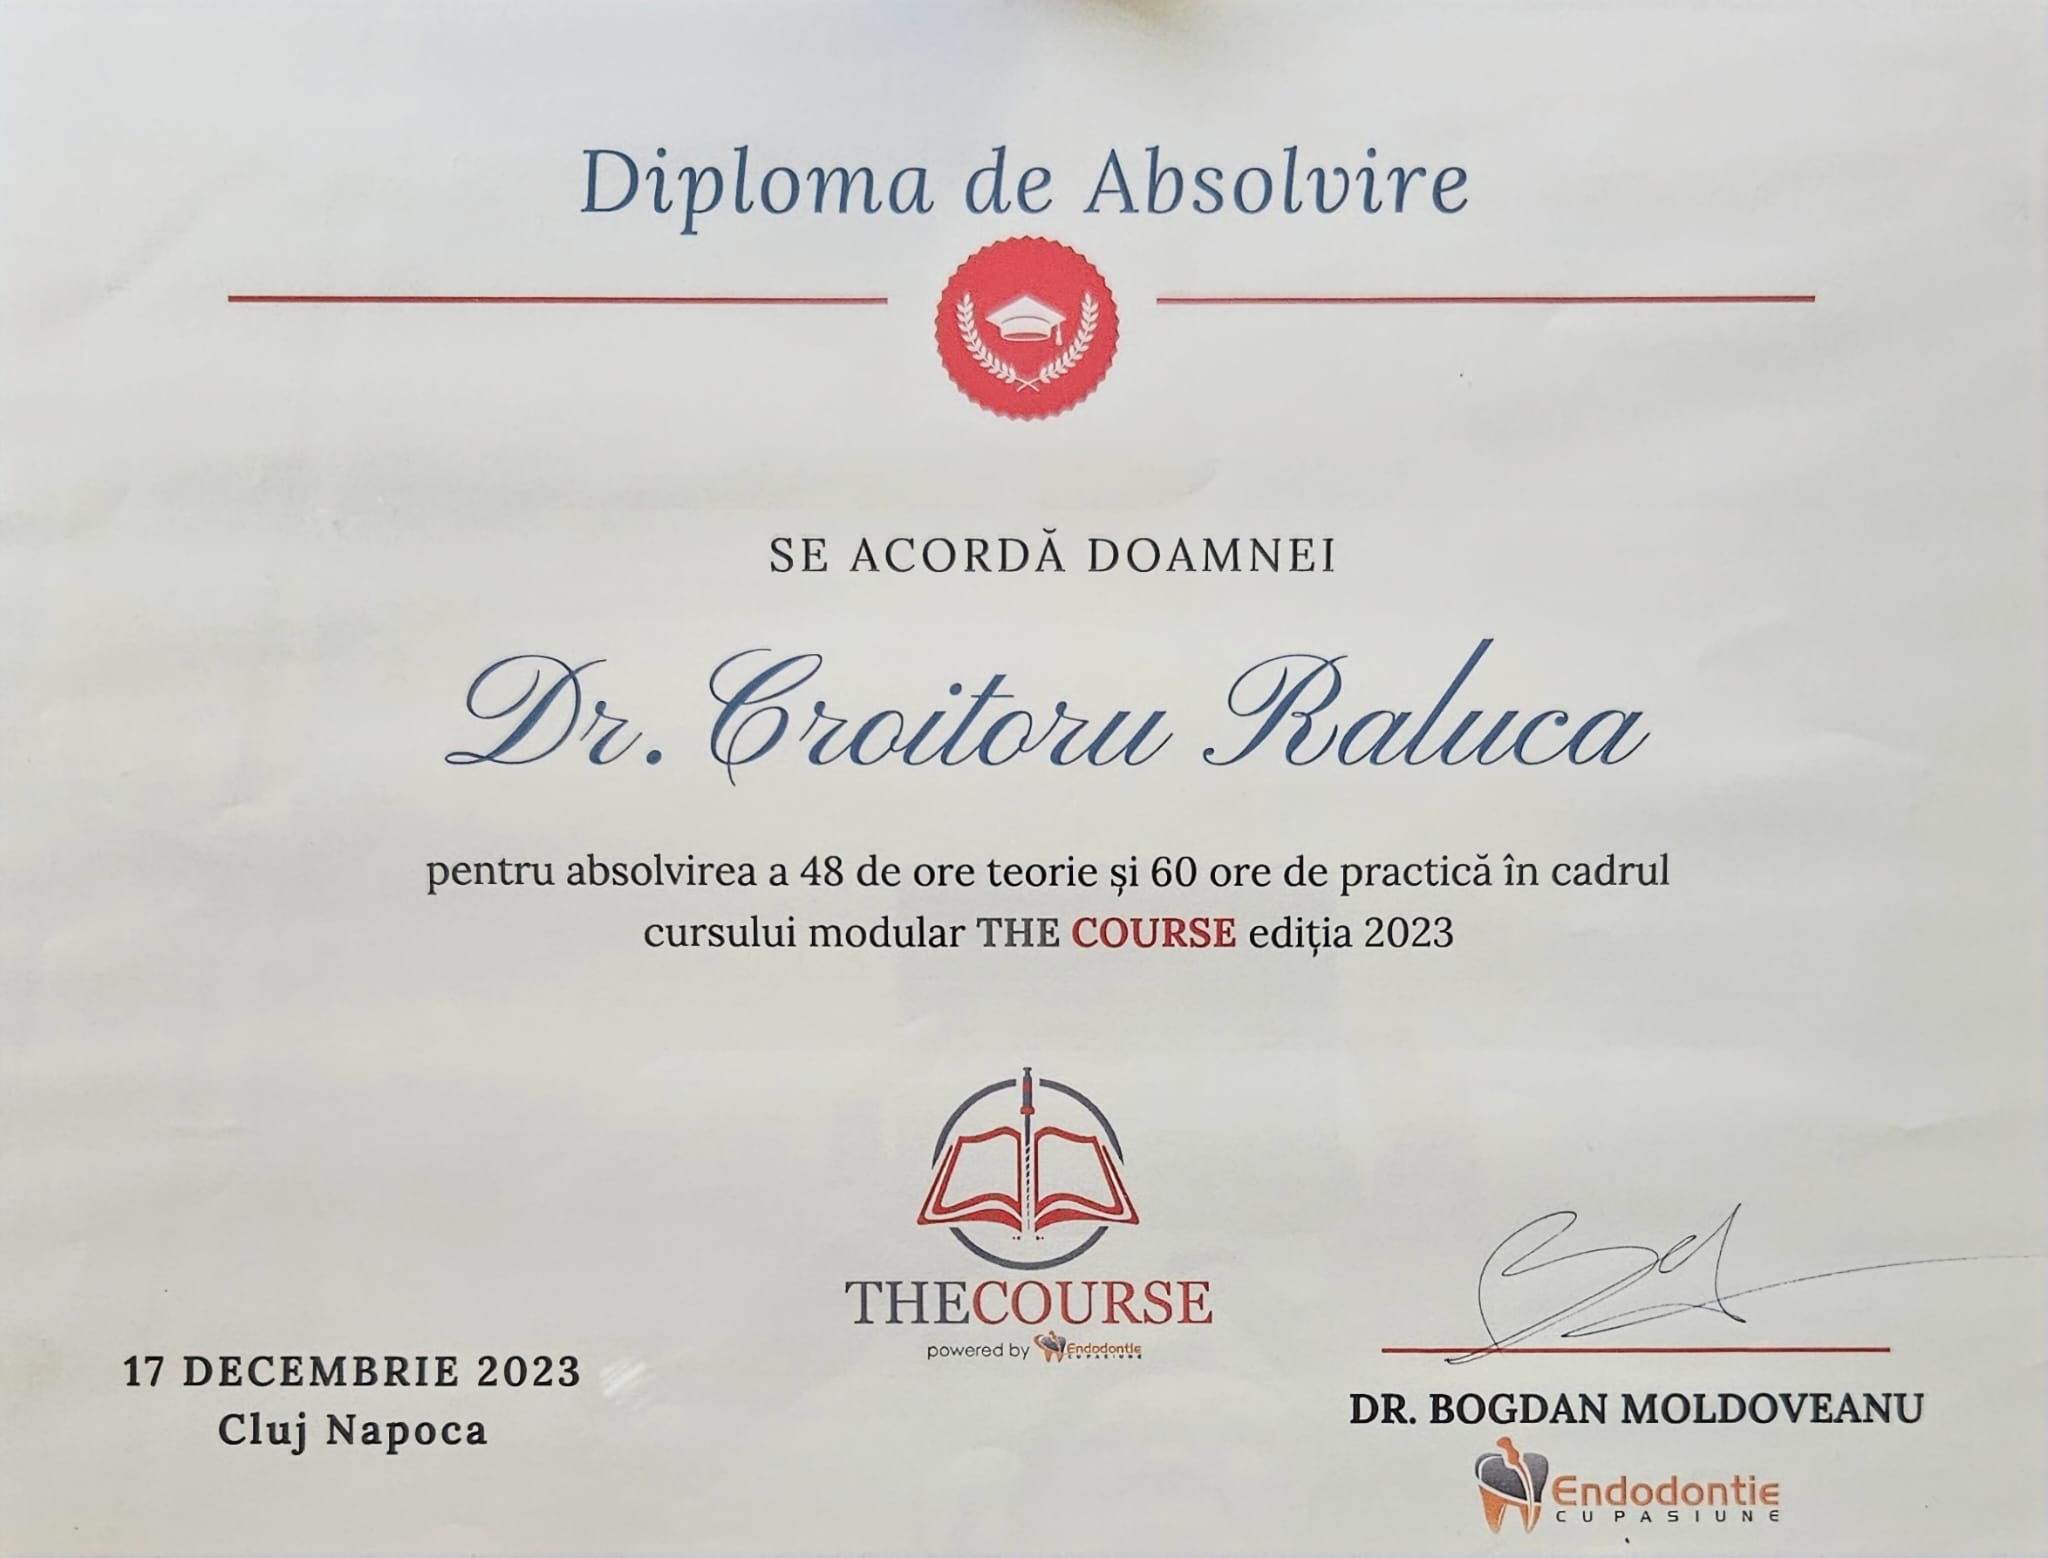 Diploma de Absolvire
SE ACORDĂ DOAMNEI
Dr. Croitoru Raluca
pentru absolvirea a 48 de ore teorie și 60 ore de practică în cadrul
cursului modular THE COURSE ediția 2023
THECOURSE
powered by Endodontie
CUPASIUNE
17 DECEMBRIE 2023
Cluj Napoca
DR. BOGDAN MOLDOVEANU
Endodontie
CUPASIUNE